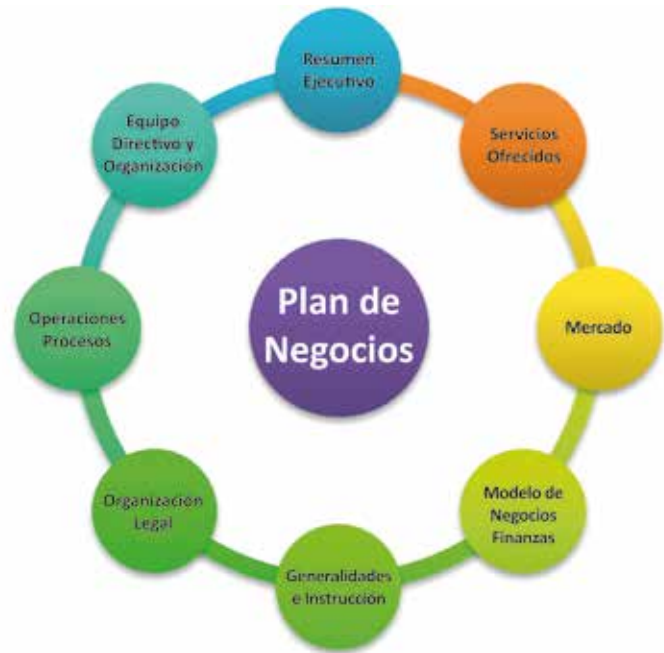 Resumen
Ejecutivo
Servicios
Ofrecidos
Mercado
Modelo de
Negocios
Finanzas
Generalidades
e Instrucción
Organización
Legal
Operaciones
Procesos
Equipo
Directivo y
Organización
Plan de
Negocios